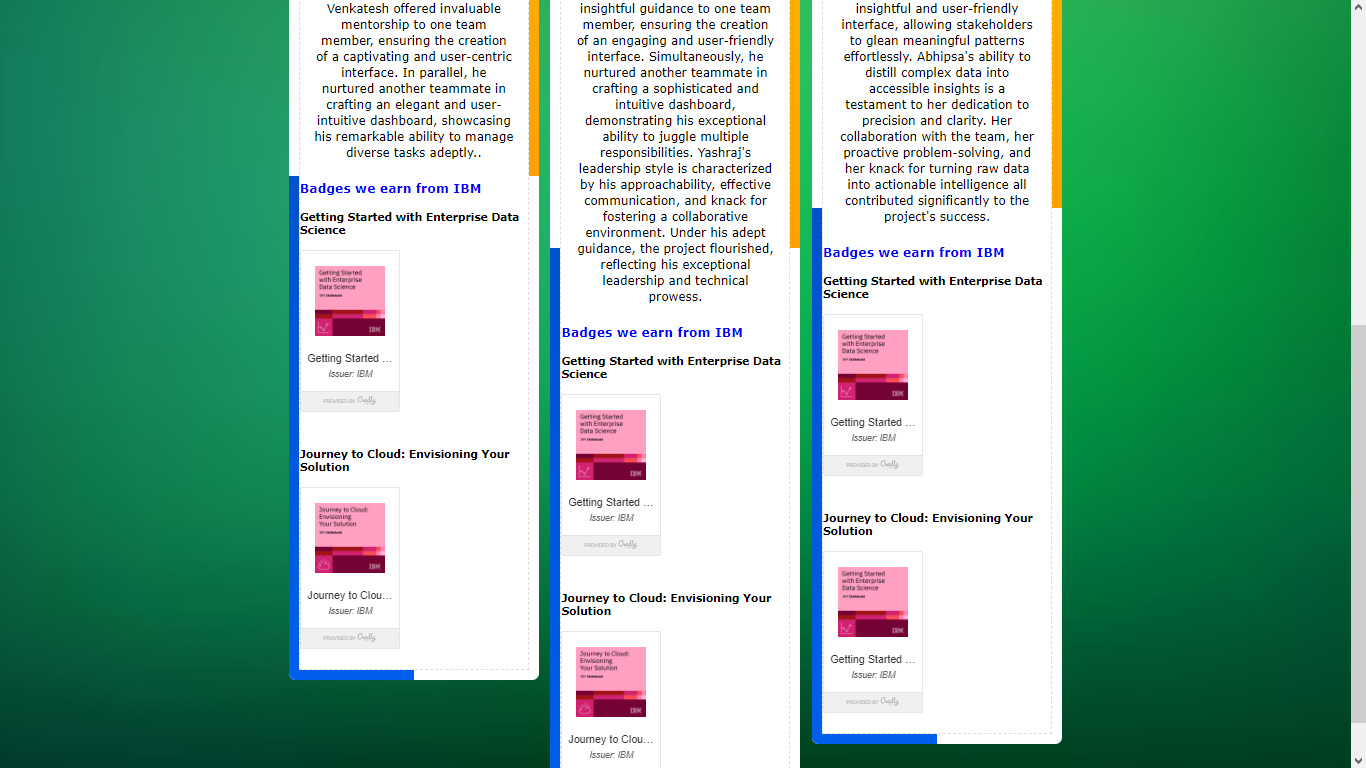 Venkatesh offered invaluable
mentorship to one team
member, ensuring the creation
of a captivating and user-centric
interface. In parallel, he
nurtured another teammate in
crafting an elegant and user-
intuitive dashboard, showcasing
his remarkable ability to manage
diverse tasks adeptly..
Badges we earn from IBM
Getting Started with Enterprise Data
Science
Getting Started
with Enterprise
Data Science
IBM SkillsBuild
IBM
Getting Started ...
Issuer: IBM
PROVIDED BY Credly
Journey to Cloud: Envisioning Your
Solution
Journey to Cloud:
Envisioning
Your Solution
IBM SkillsBuild
IBM
Journey to Clou...
Issuer: IBM
PROVIDED BY Credly
insightful guidance to one team
member, ensuring the creation
of an engaging and user-friendly
interface. Simultaneously, he
nurtured another teammate in
crafting a sophisticated and
intuitive dashboard,
demonstrating his exceptional
ability to juggle multiple
responsibilities. Yashraj's
leadership style is characterized
by his approachability, effective
communication, and knack for
fostering a collaborative
environment. Under his adept
guidance, the project flourished,
reflecting his exceptional
leadership and technical
prowess.
Badges we earn from IBM
Getting Started with Enterprise Data
Science
Getting Started
with Enterprise
Data Science
IBM SkillsBuild
IBM
Getting Started ...
Issuer: IBM
PROVIDED BY Credly
Journey to Cloud: Envisioning Your
Solution
Journey to Cloud:
Envisioning
Your Solution
IBM SkillsBuild
IBM
Journey to Clou...
Issuer: IBM
insightful and user-friendly
interface, allowing stakeholders
to glean meaningful patterns
effortlessly. Abhipsa's ability to
distill complex data into
accessible insights is a
testament to her dedication to
precision and clarity. Her
collaboration with the team, her
proactive problem-solving, and
her knack for turning raw data
into actionable intelligence all
contributed significantly to the
project's success.
Badges we earn from IBM
Getting Started with Enterprise Data
Science
Getting Started
with Enterprise
Data Science
IBM SkillsBuild
IBM
Getting Started ...
Issuer: IBM
PROVIDED BY Credly
Journey to Cloud: Envisioning Your
Solution
Getting Started
with Enterprise
Data Science
IBM SkillsBuild
IBM
Getting Started ...
Issuer: IBM
PROVIDED BY Credly